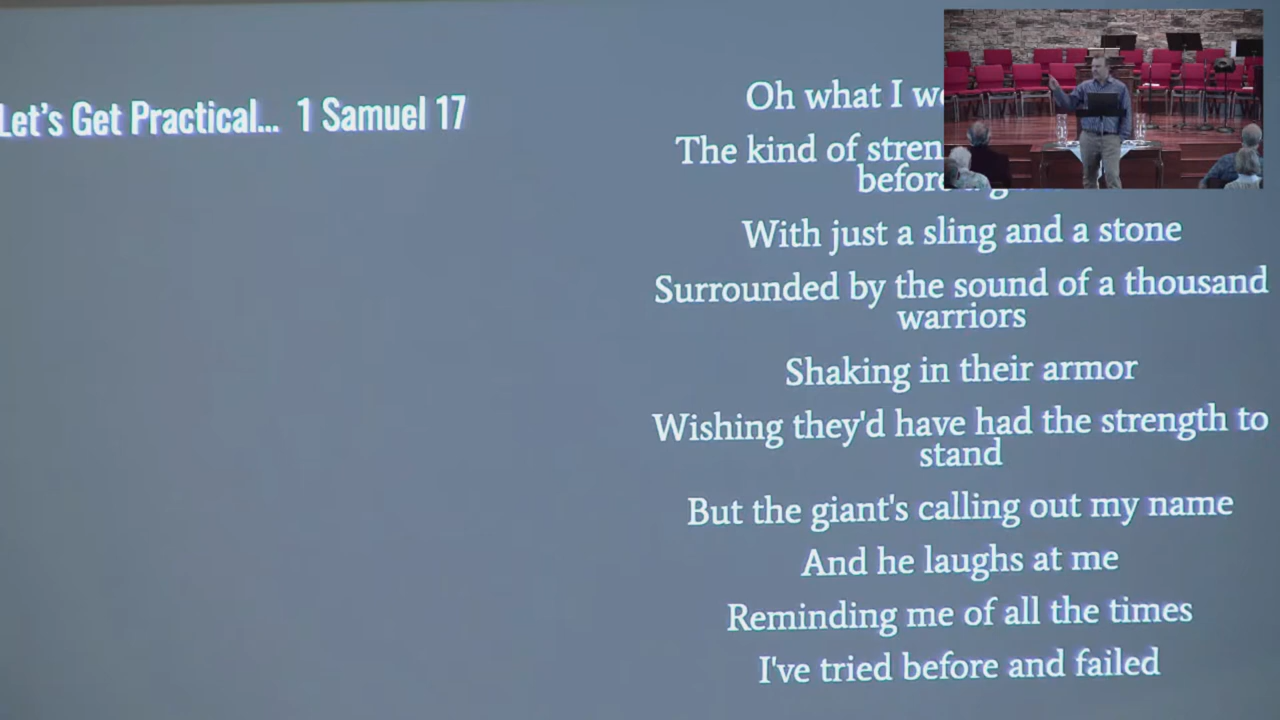 Let's Get Practical... 1 Samuel 17
Oh what I
The kind of
before
With just a sling and a stone
Surrounded by the sound of a thousand
warriors
Shaking in their armor
Wishing they'd have had the strength to
stand
But the giant's calling out my name
And he laughs at me
Reminding me of all the times
I've tried before and failed